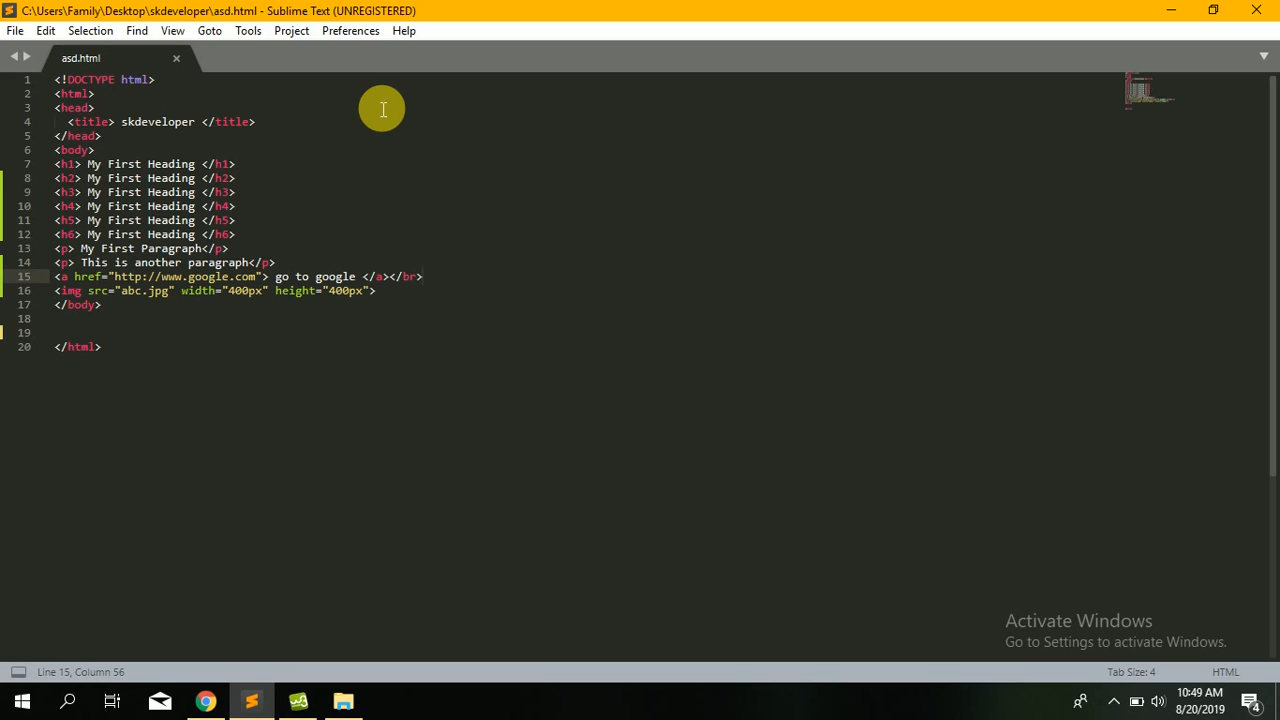 C:\Users\Family\Desktop\skdeveloper\asd.html - Sublime Text (UNREGISTERED)
File Edit Selection Find View Goto Tools Project Preferences Help
asd.html
1 <!DOCTYPE html>
2 <html>
3 <head>
4 <title> skdeveloper </title>
5 </head>
6 <body>
7 <h1> My First Heading </h1>
8 <h2> My First Heading </h2>
9 <h3> My First Heading </h3>
10 <h4> My First Heading </h4>
11 <h5> My First Heading </h5>
12 <h6> My First Heading </h6>
13 <p> My First Paragraph</p>
14 <p> This is another paragraph</p>
15 <a href="http://www.google.com"> go to google </a></br>
16 <img src="abc.jpg" width="400px" height="400px">
17 </body>
18
19
20 </html>
Activate Windows
Go to Settings to activate Windows.
Line 15, Column 56 Tab Size: 4 HTML
10:49 AM
8/20/2019
4